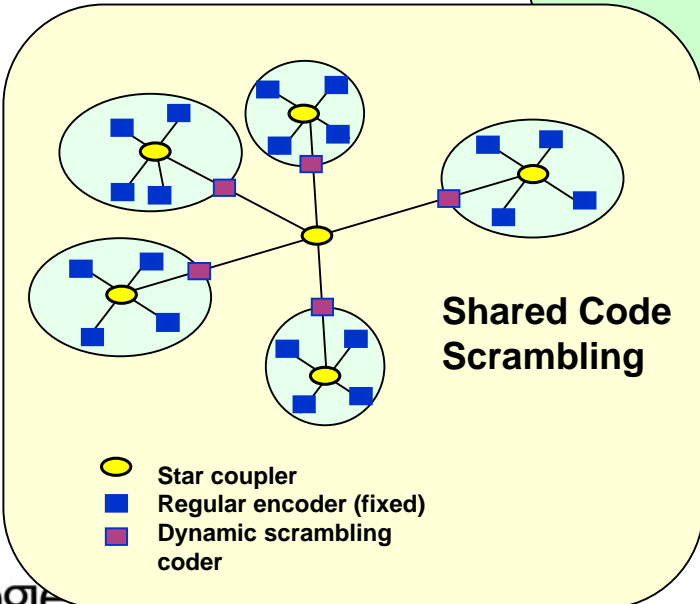 Shared Code
Scrambling
Star coupler
Regular encoder (fixed)
Dynamic scrambling
coder